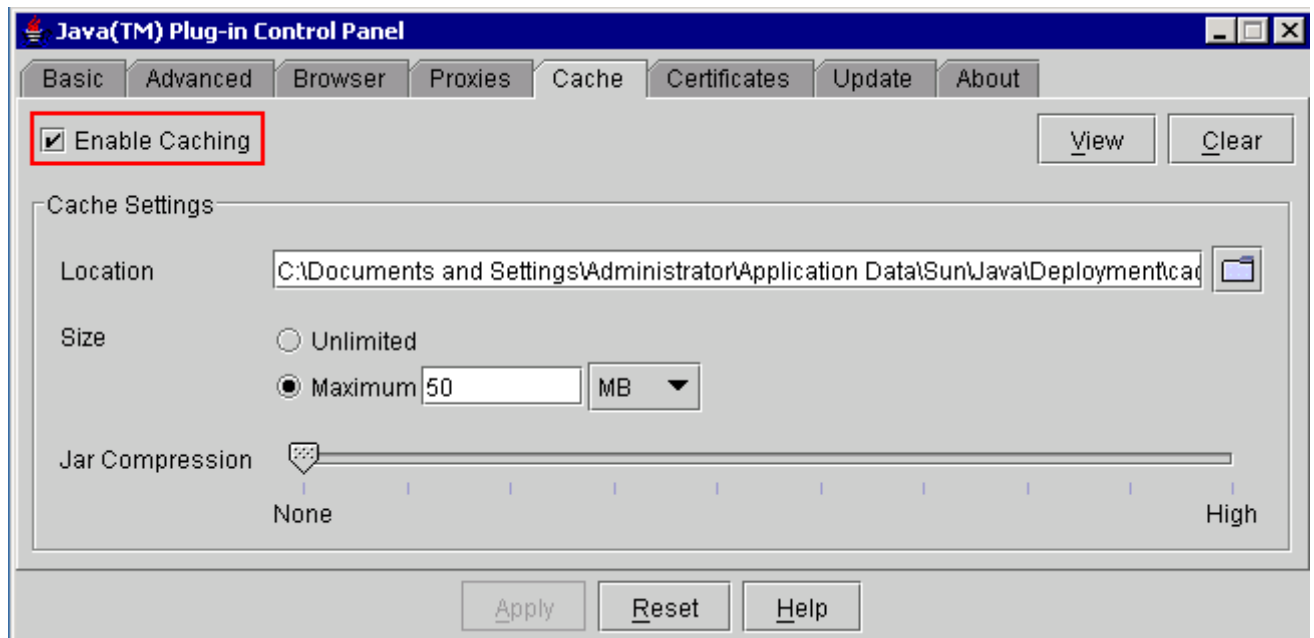 Java(TM) Plug-in Control Panel
Basic Advanced Browser Proxies Cache Certificates Update About
Enable Caching View Clear
Cache Settings
Location C:\Documents and Settings\Administrator\Application Data\Sun\Java\Deployment\cac
Size Unlimited
Maximum 50 MB
Jar Compression
None High
Apply Reset Help